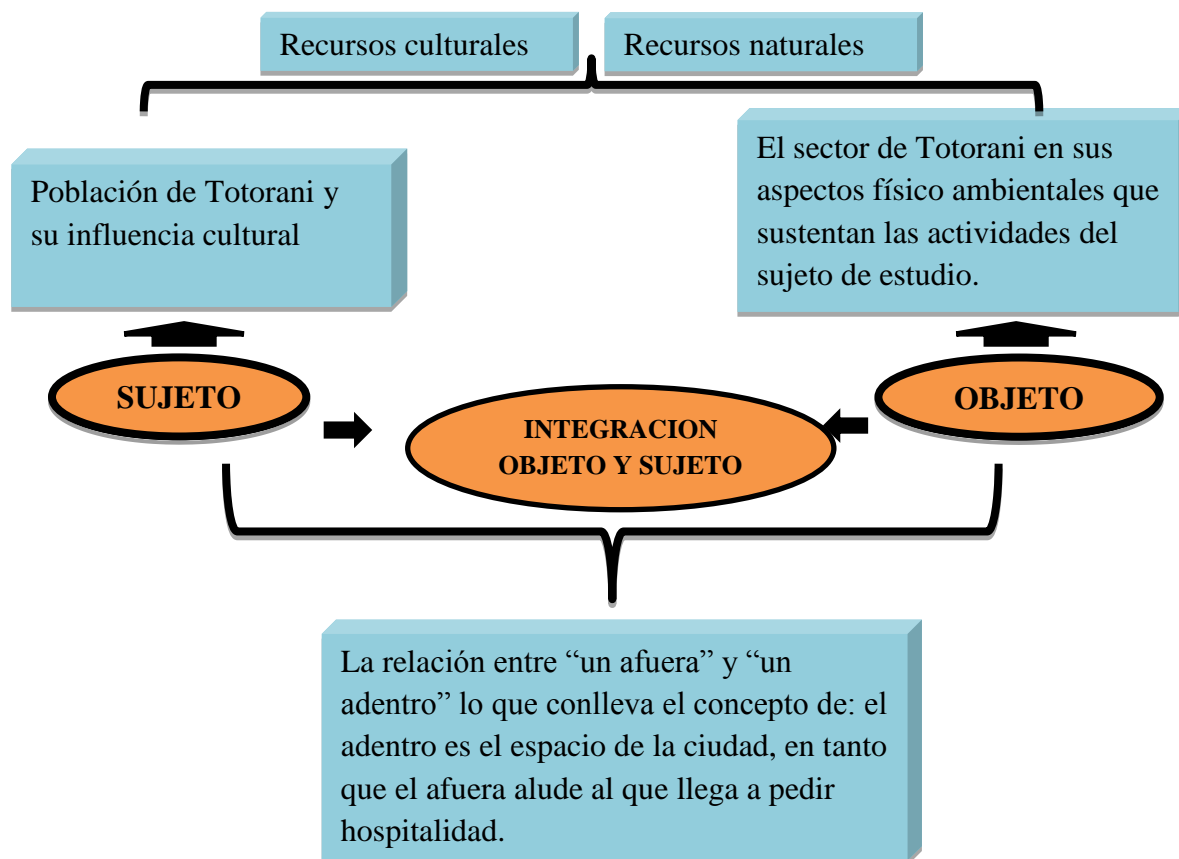 Recursos culturales
Recursos naturales
Población de Totorani y
su influencia cultural
El sector de Totorani en sus
aspectos físico ambientales que
sustentan las actividades del
sujeto de estudio.
SUJETO
OBJETO
INTEGRACION
OBJETO Y SUJETO
La relación entre “un afuera” y “un
adentro” lo que conlleva el concepto de: el
adentro es el espacio de la ciudad, en tanto
que el afuera alude al que llega a pedir
hospitalidad.